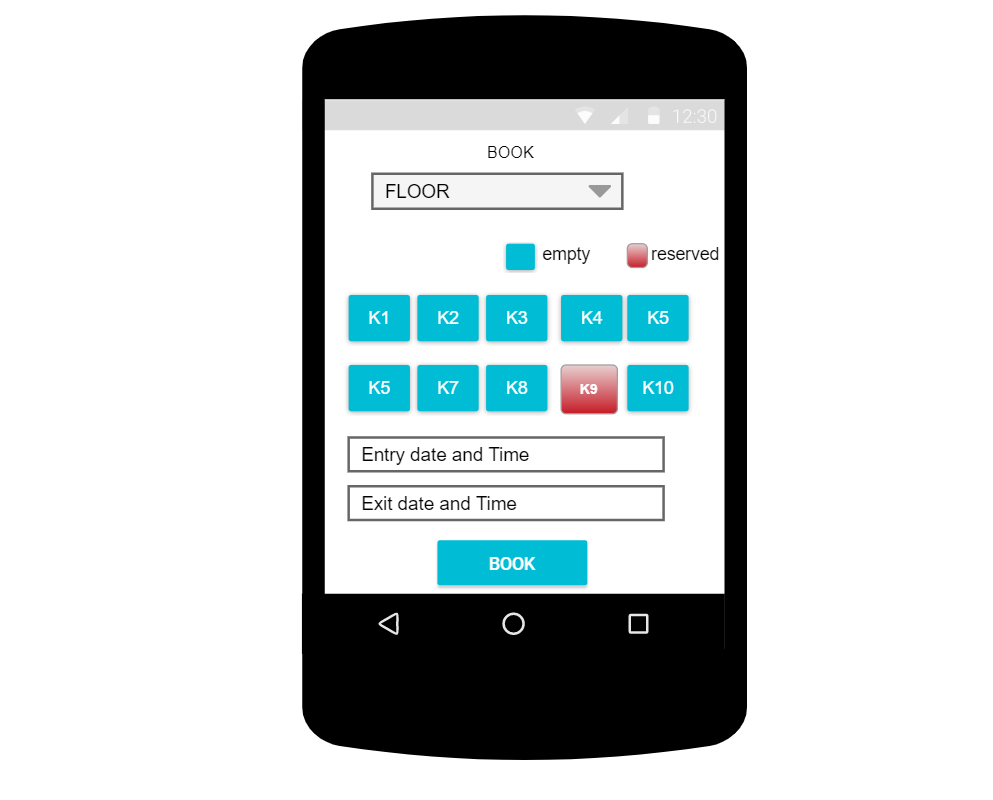 12:30
BOOK
FLOOR
empty reserved
K1 K2 K3 K4 K5
K5 K7 K8 K9 K10
Entry date and Time
Exit date and Time
BOOK